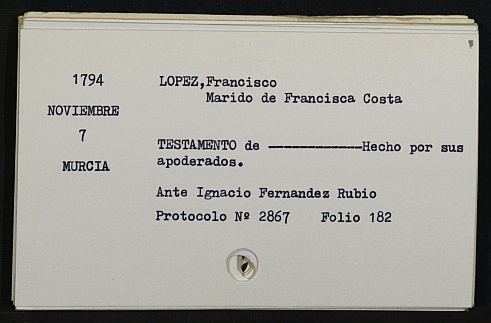 1794
NOVIEMBRE
7
MURCIA
LOPEZ,Francisco
Marido de Francisca Costa
TESTAMENTO de ------------Hecho por sus
apoderados.
Ante Ignacio Fernandez Rubio
Protocolo Nº 2867 Folio 182